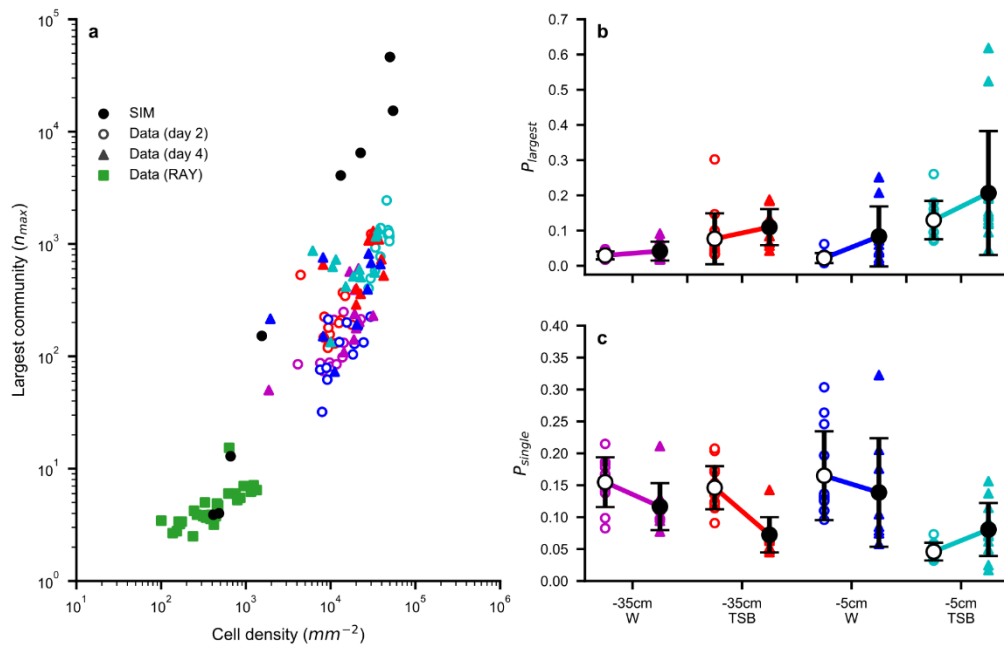 a
10^5
10^4
10^3
10^2
10^1
10^0
Largest community (n_max)
SIM
Data (day 2)
Data (day 4)
Data (RAY)
10^1 10^2 10^3 10^4 10^5 10^6
Cell density (mm^−2)
b
0.7
0.6
0.5
0.4
0.3
0.2
0.1
0.0
P_largest
c
0.40
0.35
0.30
0.25
0.20
0.15
0.10
0.05
0.00
P_single
-35cm -35cm -5cm -5cm
W TSB W TSB